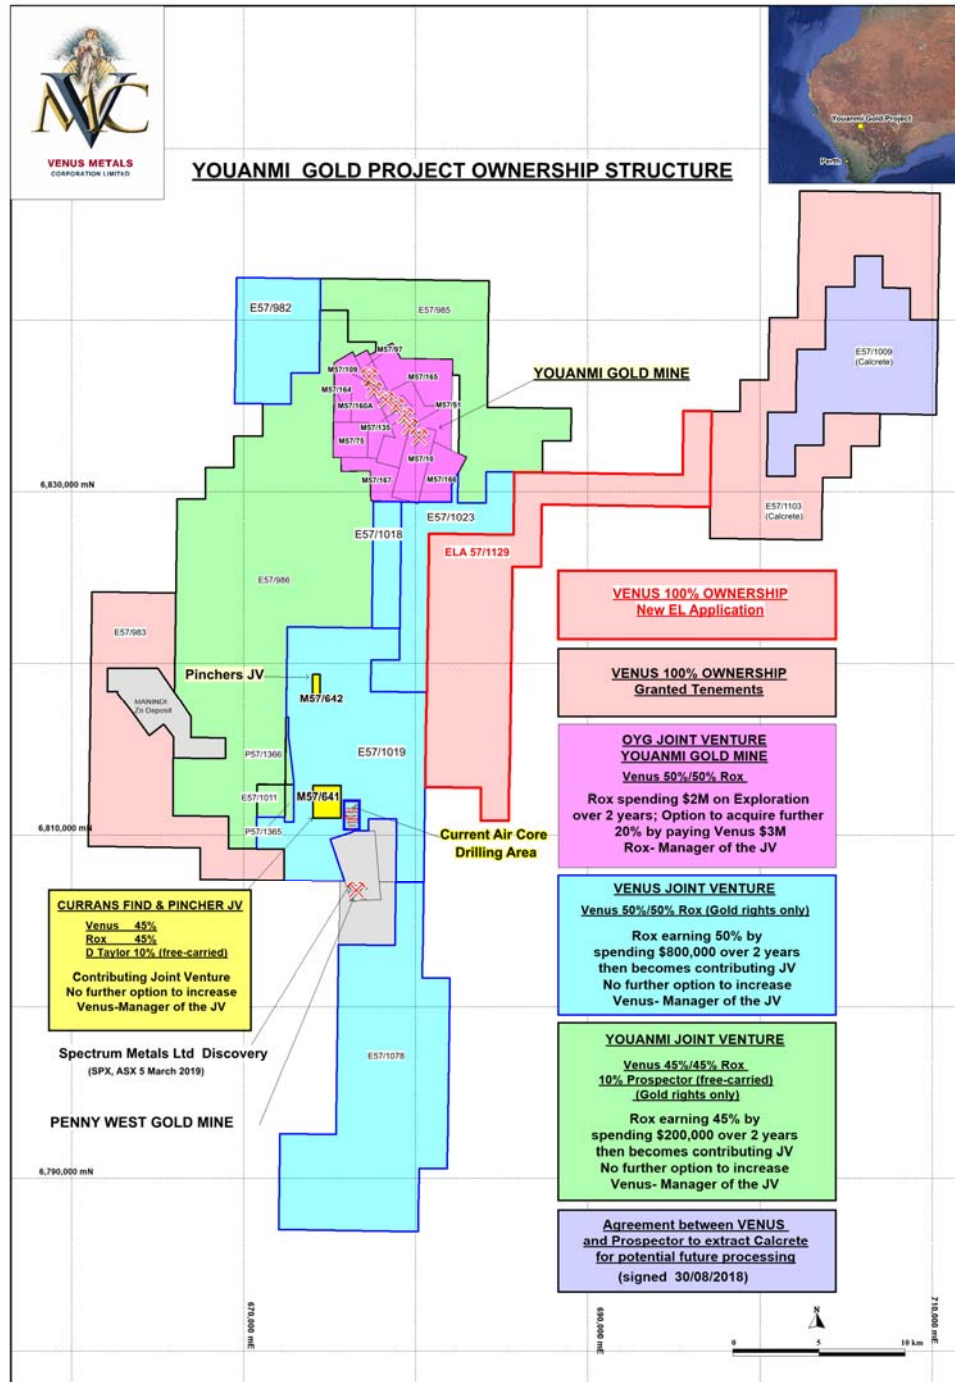 VMC
VENUS METALS
CORPORATION LIMITED
YOUANMI GOLD PROJECT OWNERSHIP STRUCTURE
Youanmi Gold Project
Perth
E57/982
E57/985
M57/97
M57/109
M57/165
M57/164
M57/160A
M57/51
M57/135
M57/75
M57/10
M57/167
M57/166
YOUANMI GOLD MINE
E57/1009
(Calcrete)
E57/1103
(Calcrete)
6,830,000 mN
E57/1018
E57/1023
ELA 57/1129
E57/986
E57/983
MANINDI
Zn Deposit
Pinchers JV
M57/642
P57/1366
E57/1019
E57/1011
M57/641
P57/1365
6,810,000 mN
Current Air Core
Drilling Area
CURRANS FIND & PINCHER JV
Venus 45%
Rox 45%
D Taylor 10% (free-carried)
Contributing Joint Venture
No further option to increase
Venus-Manager of the JV
Spectrum Metals Ltd Discovery
(SPX, ASX 5 March 2019)
PENNY WEST GOLD MINE
E57/1078
6,790,000 mN
VENUS 100% OWNERSHIP
New EL Application
VENUS 100% OWNERSHIP
Granted Tenements
OYG JOINT VENTURE
YOUANMI GOLD MINE
Venus 50%/50% Rox
Rox spending $2M on Exploration
over 2 years; Option to acquire further
20% by paying Venus $3M
Rox- Manager of the JV
VENUS JOINT VENTURE
Venus 50%/50% Rox (Gold rights only)
Rox earning 50% by
spending $800,000 over 2 years
then becomes contributing JV
No further option to increase
Venus- Manager of the JV
YOUANMI JOINT VENTURE
Venus 45%/45% Rox
10% Prospector (free-carried)
(Gold rights only)
Rox earning 45% by
spending $200,000 over 2 years
then becomes contributing JV
No further option to increase
Venus- Manager of the JV
Agreement between VENUS
and Prospector to extract Calcrete
for potential future processing
(signed 30/08/2018)
670,000 mE
690,000 mE
710,000 mE
N
0 5 10 km